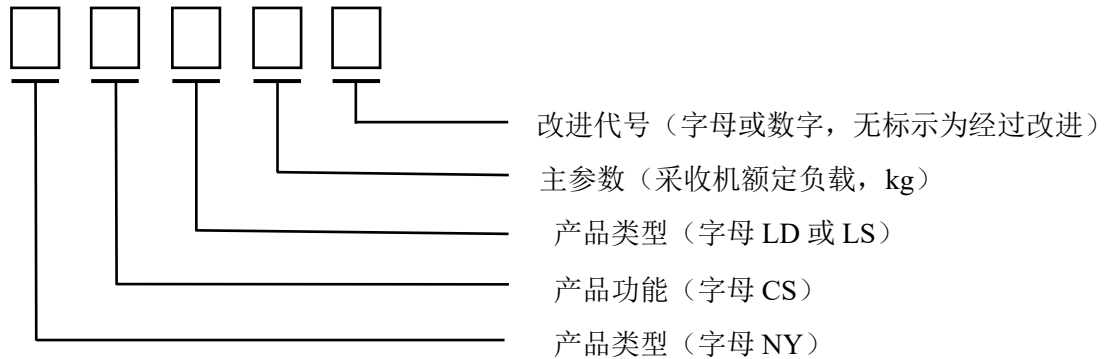 改进代号（字母或数字，无标示为经过改进）
主参数（采收机额定负载，kg）
产品类型（字母 LD 或 LS）
产品功能（字母 CS）
产品类型（字母 NY）